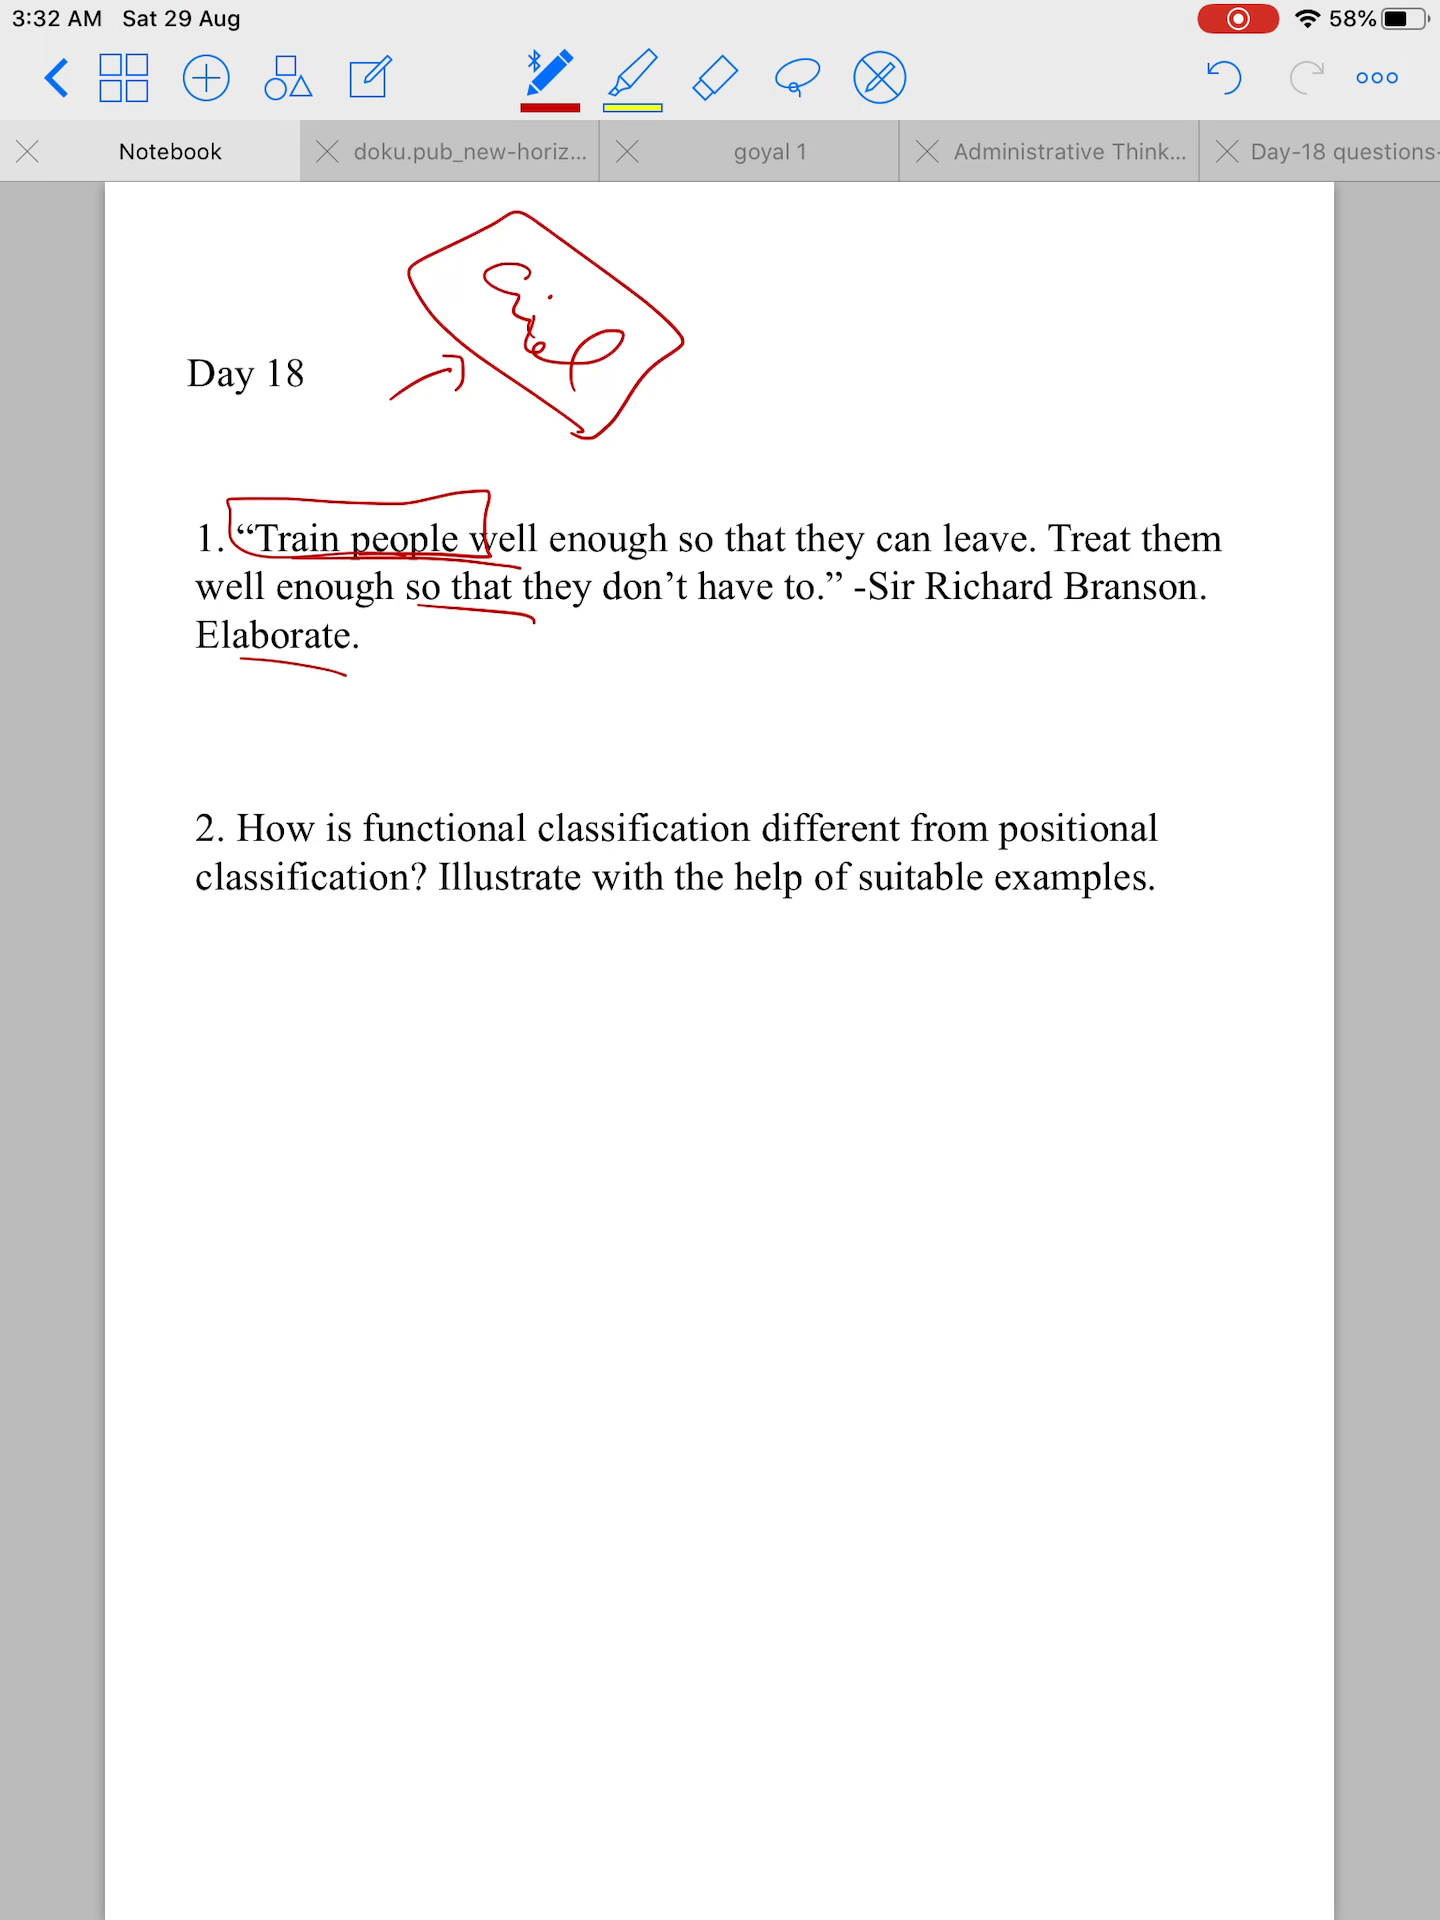 3:32 AM Sat 29 Aug 58%
Notebook doku.pub_new-horiz... goyal 1 Administrative Think... Day-18 questions-
Day 18
1. “Train people well enough so that they can leave. Treat them
well enough so that they don’t have to.” -Sir Richard Branson.
Elaborate.
2. How is functional classification different from positional
classification? Illustrate with the help of suitable examples.